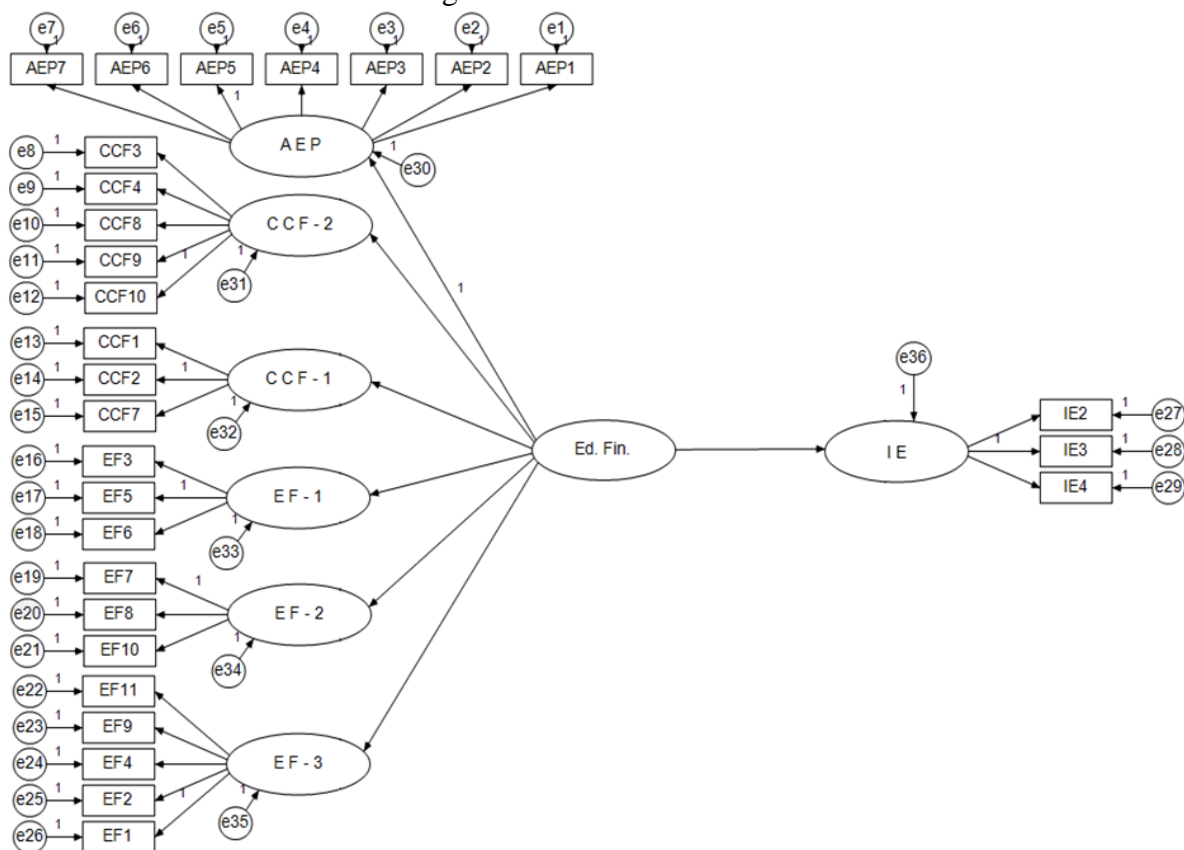 e7 e6 e5 e4 e3 e2 e1
1 1 1 1 1 1 1
AEP7 AEP6 AEP5 AEP4 AEP3 AEP2 AEP1
1
A E P
1
e30
e8 1 CCF3
e9 1 CCF4
e10 1 CCF8
e11 1 CCF9
e12 1 CCF10
C C F - 2
1
1
e31
1
e13 1 CCF1
e14 1 CCF2
e15 1 CCF7
1
C C F - 1
1
e32
e16 1 EF3
e17 1 EF5
e18 1 EF6
1
E F - 1
1
e33
e19 1 EF7
e20 1 EF8
e21 1 EF10
1
E F - 2
1
e34
e22 1 EF11
e23 1 EF9
e24 1 EF4
e25 1 EF2
e26 1 EF1
1
E F - 3
1
e35
Ed. Fin.
e36
1
I E
1
IE2 1 e27
IE3 1 e28
IE4 1 e29